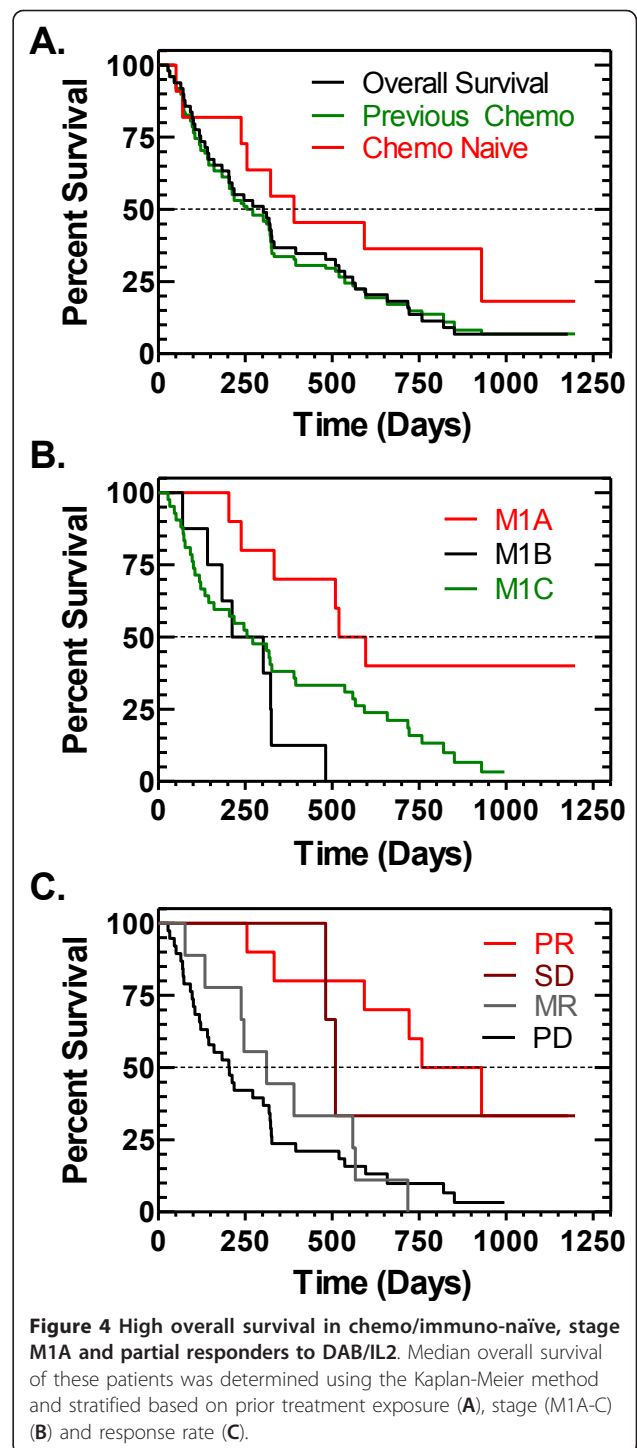 A.
Percent Survival
100
75
50
25
0
Overall Survival
Previous Chemo
Chemo Naive
0 250 500 750 1000 1250
Time (Days)
B.
Percent Survival
100
75
50
25
0
M1A
M1B
M1C
0 250 500 750 1000 1250
Time (Days)
C.
Percent Survival
100
75
50
25
0
PR
SD
MR
PD
0 250 500 750 1000 1250
Time (Days)
Figure 4 High overall survival in chemo/immuno-naïve, stage
M1A and partial responders to DAB/IL2. Median overall survival
of these patients was determined using the Kaplan-Meier method
and stratified based on prior treatment exposure (A), stage (M1A-C)
(B) and response rate (C).